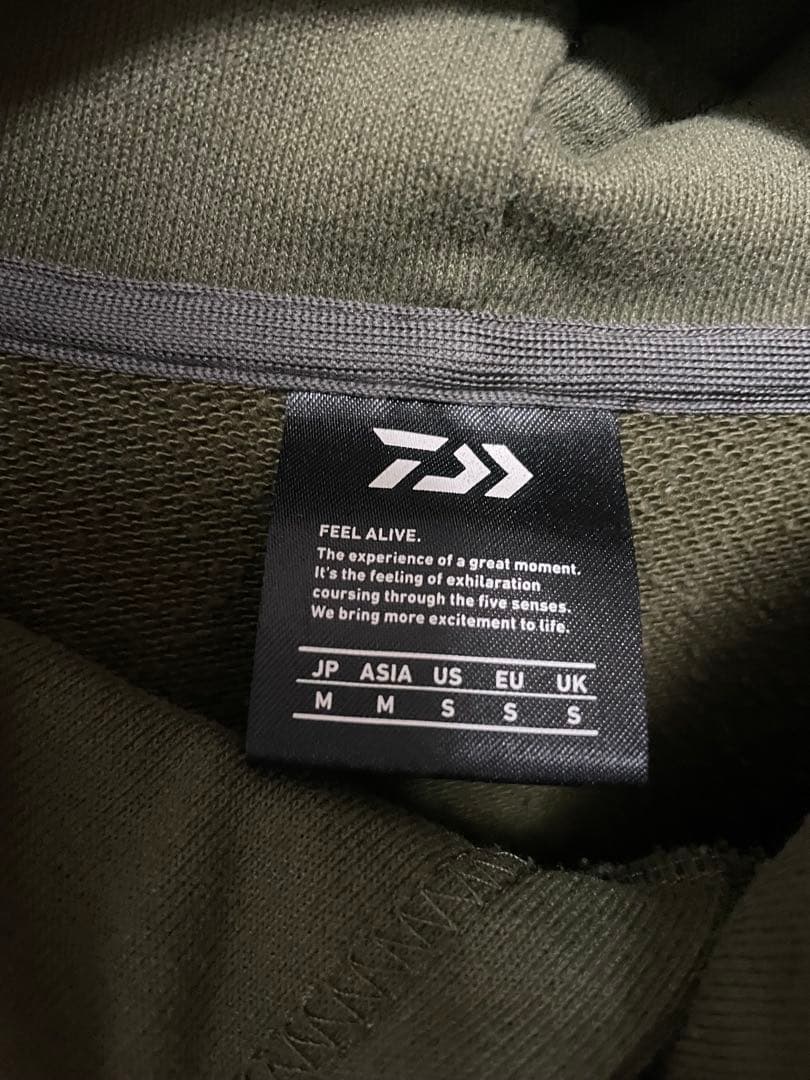 FEEL ALIVE.
The experience of a great moment.
It's the feeling of exhilaration
coursing through the five senses.
We bring more excitement to life.
JP ASIA US EU UK
M M S S S